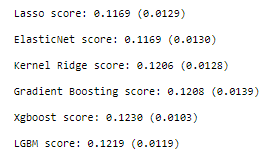 Lasso score: 0.1169 (0.0129)
ElasticNet score: 0.1169 (0.0130)
Kernel Ridge score: 0.1206 (0.0128)
Gradient Boosting score: 0.1208 (0.0139)
Xgboost score: 0.1230 (0.0103)
LGBM score: 0.1219 (0.0119)